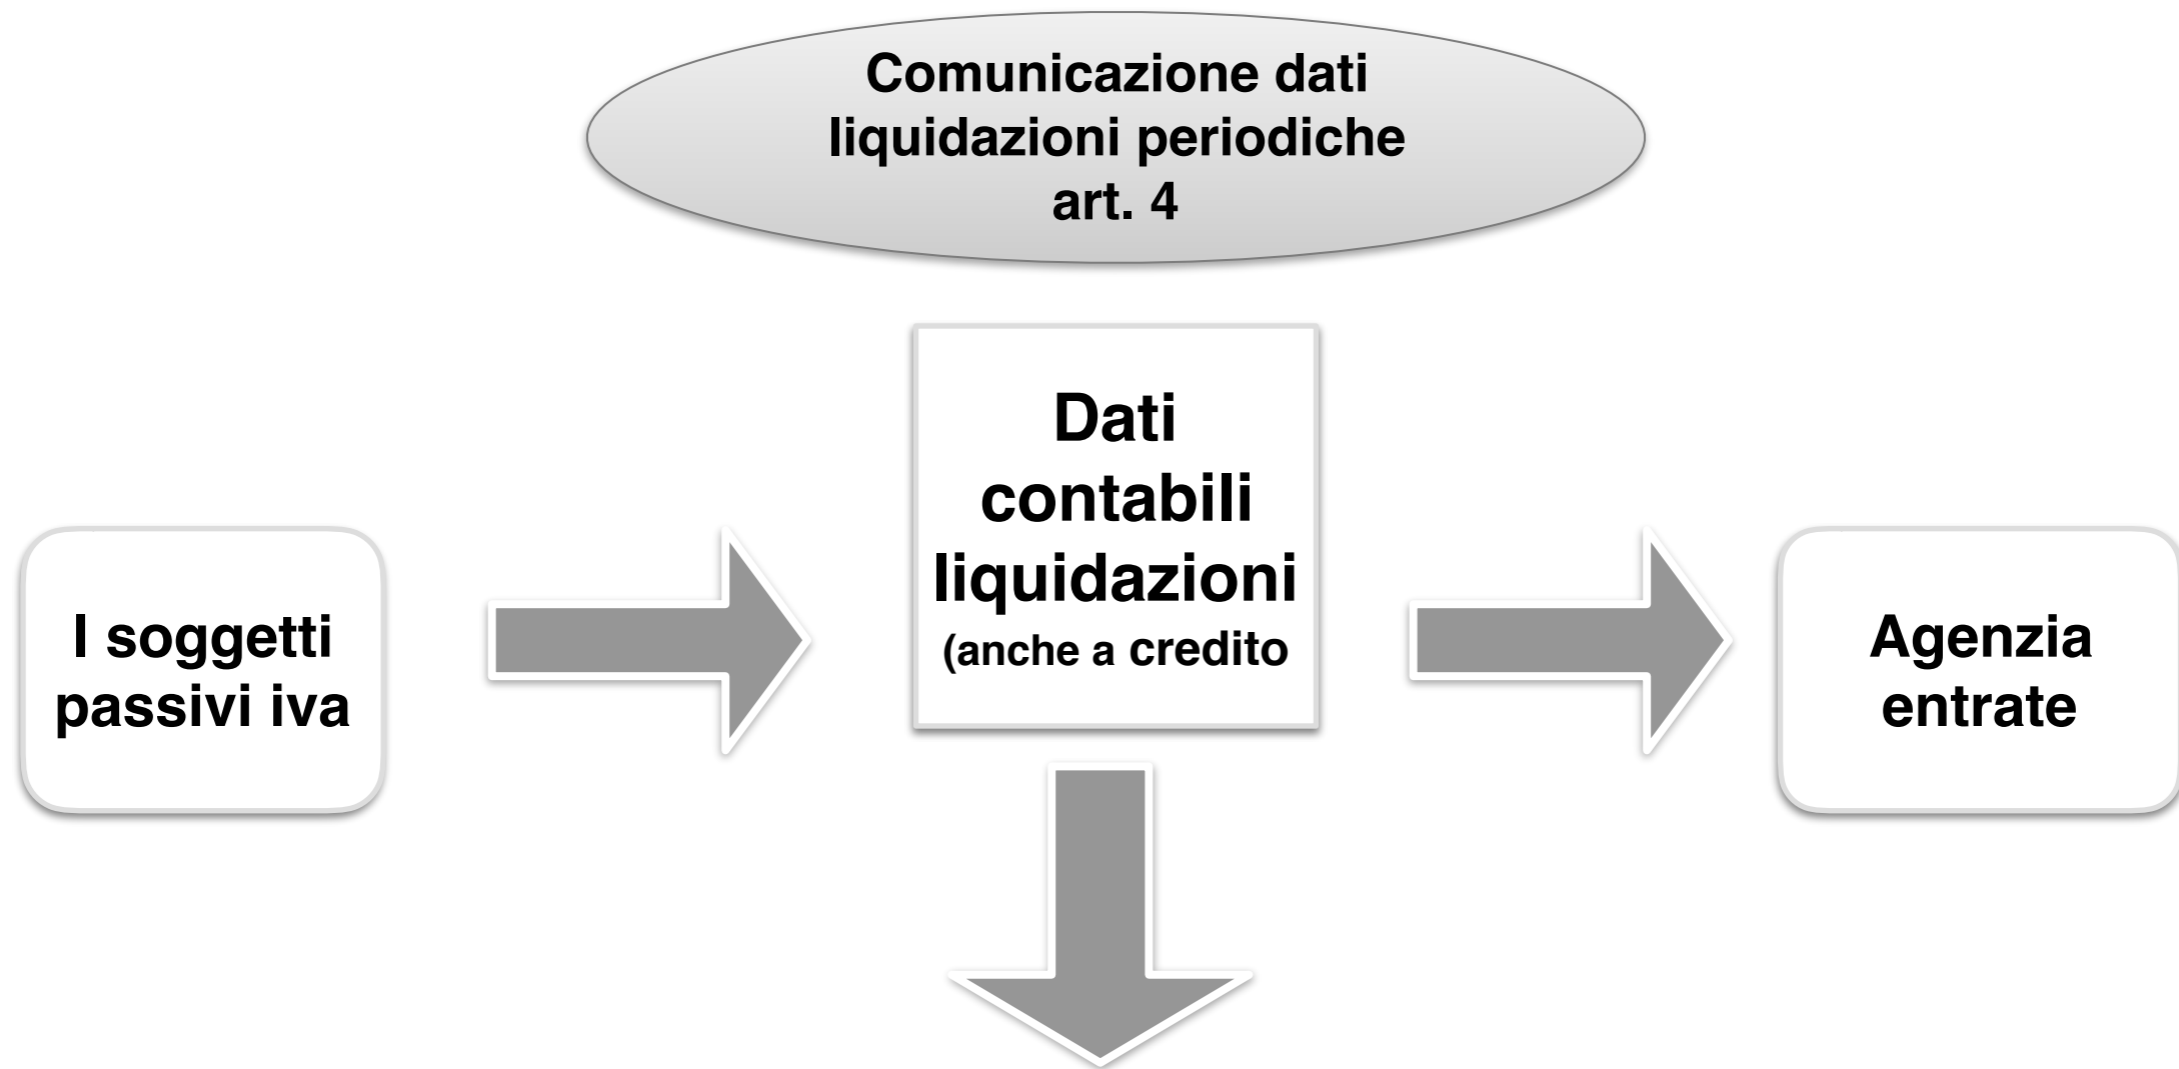 Comunicazione dati
liquidazioni periodiche
art. 4
Dati
contabili
liquidazioni
(anche a credito
I soggetti
passivi iva
Agenzia
entrate